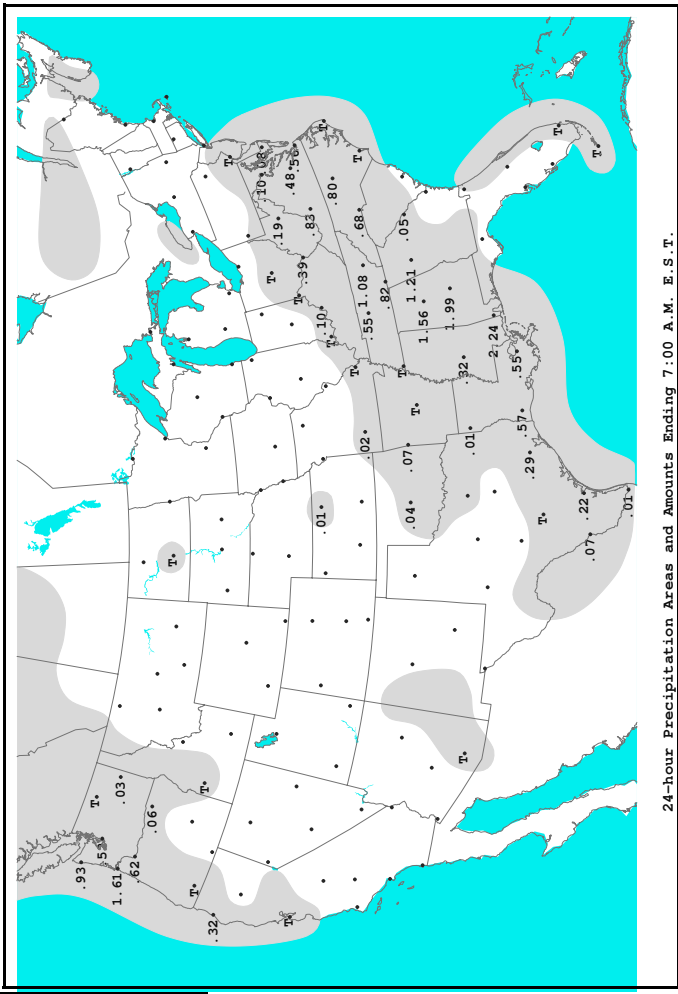 .93
T
1.61
.03
.62
.06
T
T
T
.32
T
.10
.08
T
.19
T
.48
.56
T
.39
.83
.01
.10
T
T
.80
T
T
.68
1.08
.02
.55
.82
T
.05
.07
.04
1.21
T
1.56
1.99
.32
T
.01
2.24
.55
.57
.29
T
T
.22
.07
T
.01
24-hour Precipitation Areas and Amounts Ending 7:00 A.M. E.S.T.